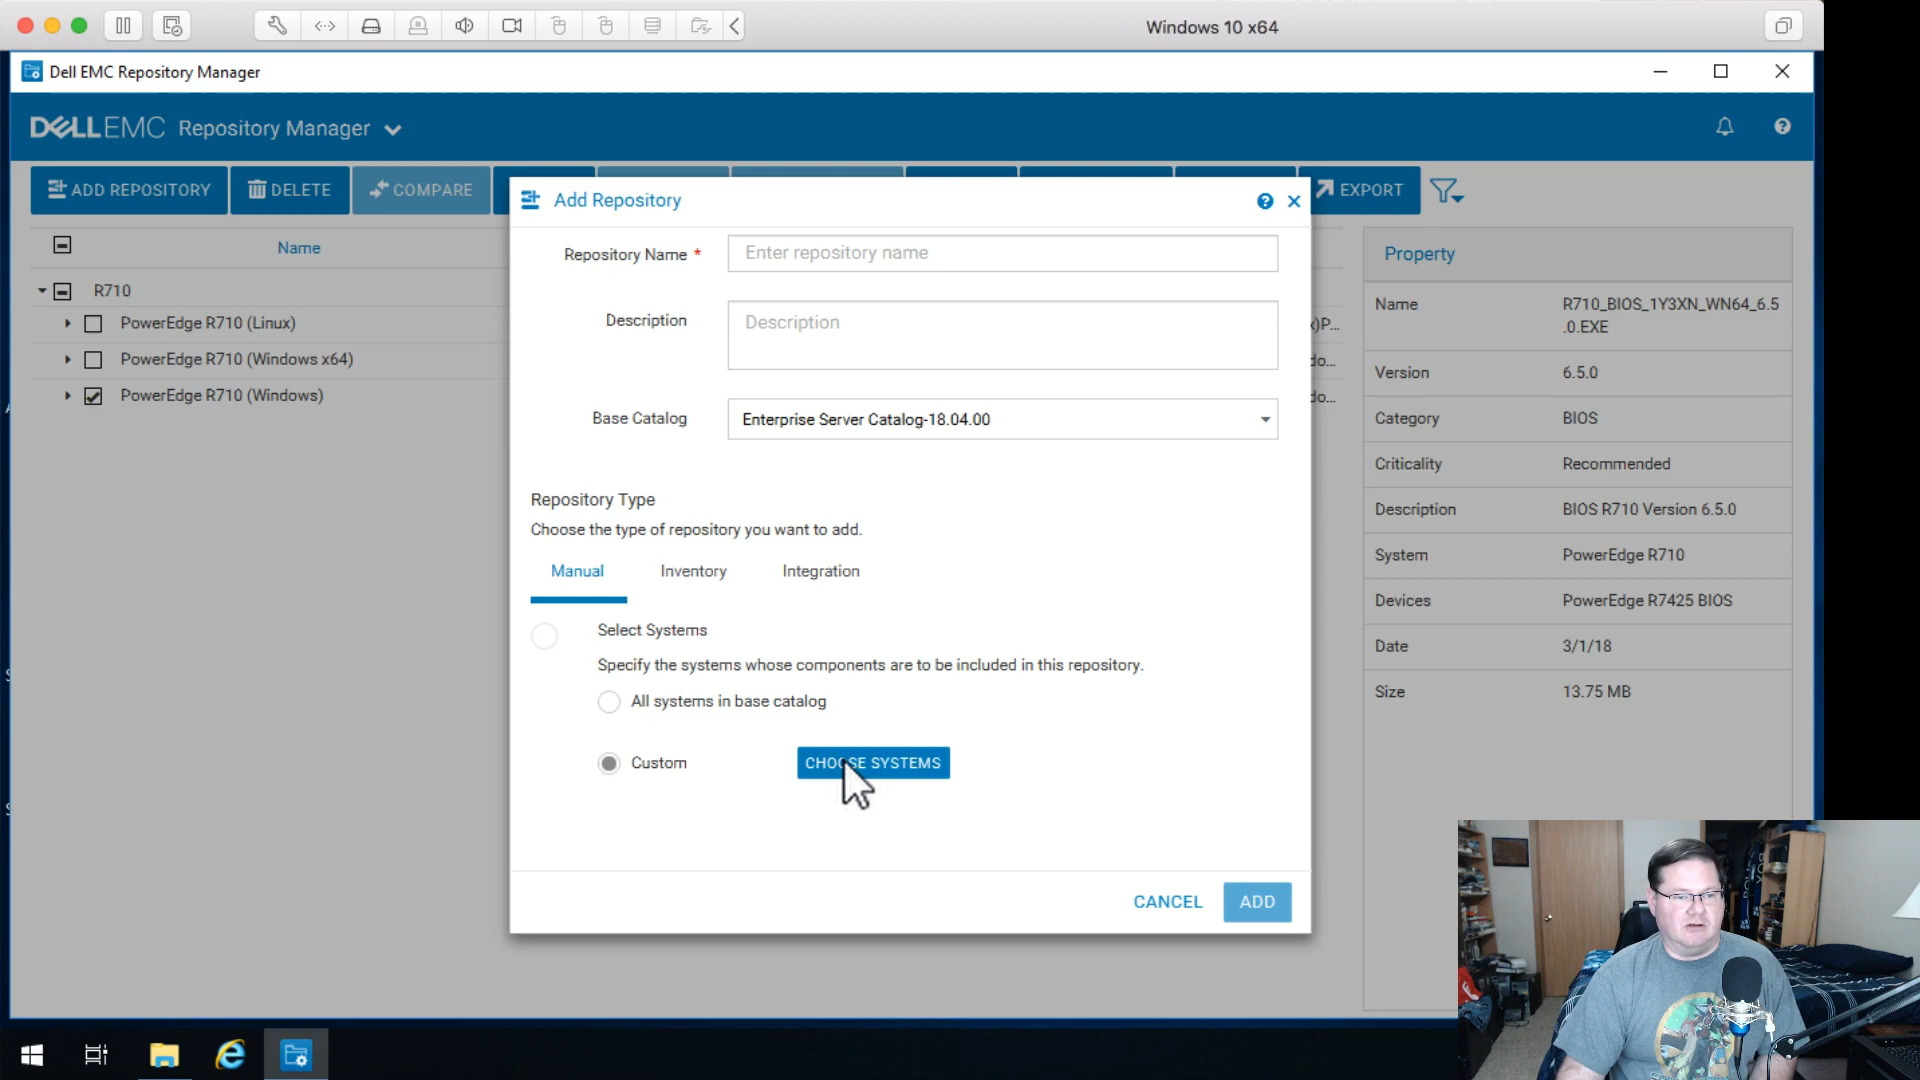 Windows 10 x64
Dell EMC Repository Manager
DELLEMC Repository Manager
ADD REPOSITORY
DELETE
COMPARE
EXPORT
Name
R710
PowerEdge R710 (Linux)
PowerEdge R710 (Windows x64)
PowerEdge R710 (Windows)
x)P...
do...
do...
Add Repository
Repository Name *
Enter repository name
Description
Description
Base Catalog
Enterprise Server Catalog-18.04.00
Repository Type
Choose the type of repository you want to add.
Manual
Inventory
Integration
Select Systems
Specify the systems whose components are to be included in this repository.
All systems in base catalog
Custom
CHOOSE SYSTEMS
CANCEL
ADD
Property
Name
R710_BIOS_1Y3XN_WN64_6.5
.0.EXE
Version
6.5.0
Category
BIOS
Criticality
Recommended
Description
BIOS R710 Version 6.5.0
System
PowerEdge R710
Devices
PowerEdge R7425 BIOS
Date
3/1/18
Size
13.75 MB